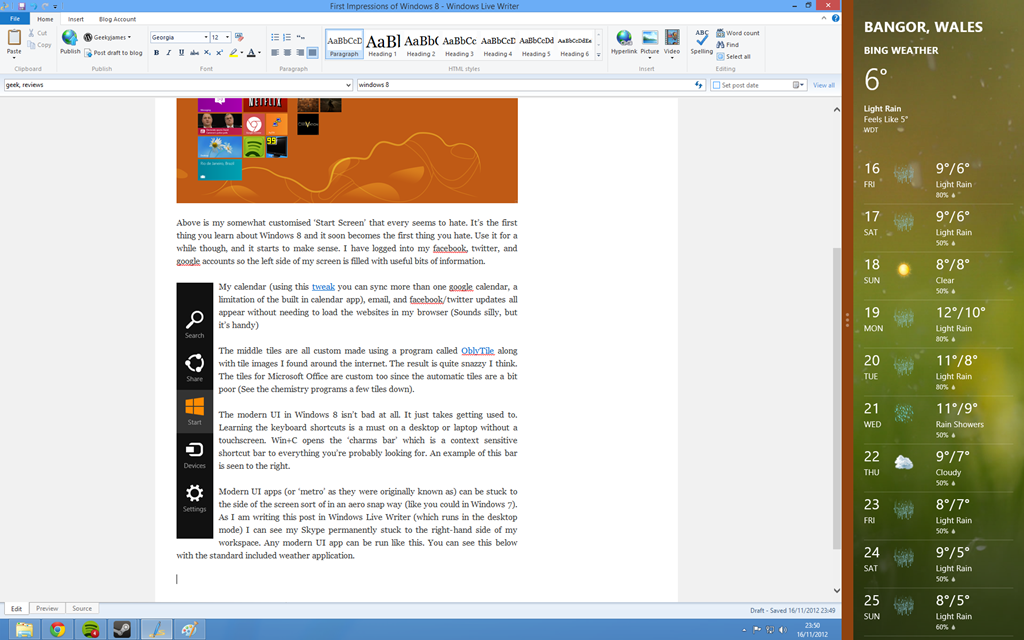 First Impressions of Windows 8 - Windows Live Writer
File Home Insert Blog Account
Paste
Cut
Copy
Clipboard
Publish
Geekyjames
Post draft to blog
Publish
Georgia 12
B I U abc X₂ X²
Font
Paragraph
AaBbCcD AaBl AaBb( AaBbCc AaBbCcD AaBbCcDd AaBbCcDdEe
Paragraph Heading 1 Heading 2 Heading 3 Heading 4 Heading 5 Heading 6
HTML styles
Hyperlink Picture Video
Insert
ABC
Spelling
Word count
Find
Select all
Editing
geek, reviews
windows 8
Set post date
View all
NETFLIX
99
Above is my somewhat customised 'Start Screen' that every seems to hate. It's the first
thing you learn about Windows 8 and it soon becomes the first thing you hate. Use it for a
while though, and it starts to make sense. I have logged into my facebook, twitter, and
google accounts so the left side of my screen is filled with useful bits of information.
My calendar (using this tweak you can sync more than one google calendar, a
limitation of the built in calendar app), email, and facebook/twitter updates all
appear without needing to load the websites in my browser (Sounds silly, but
it's handy)
The middle tiles are all custom made using a program called OblyTile along
with tile images I found around the internet. The result is quite snazzy I think.
The tiles for Microsoft Office are custom too since the automatic tiles are a bit
poor (See the chemistry programs a few tiles down).
The modern UI in Windows 8 isn't bad at all. It just takes getting used to.
Learning the keyboard shortcuts is a must on a desktop or laptop without a
touchscreen. Win+C opens the 'charms bar' which is a context sensitive
shortcut bar to everything you're probably looking for. An example of this bar
is seen to the right.
Modern UI apps (or 'metro' as they were originally known as) can be stuck to
the side of the screen sort of in an aero snap way (like you could in Windows 7).
As I am writing this post in Windows Live Writer (which runs in the desktop
mode) I can see my Skype permanently stuck to the right-hand side of my
workspace. Any modern UI app can be run like this. You can see this below
with the standard included weather application.
Search
Share
Start
Devices
Settings
Edit Preview Source
Draft - Saved 16/11/2012 23:49
23:50
16/11/2012
BANGOR, WALES
BING WEATHER
6°
Light Rain
Feels Like 5°
WDT
16 9°/6°
FRI Light Rain
80%
17 9°/6°
SAT Light Rain
50%
18 8°/8°
SUN Clear
50%
19 12°/10°
MON Light Rain
80%
20 11°/8°
TUE Light Rain
80%
21 11°/9°
WED Rain Showers
50%
22 9°/7°
THU Cloudy
50%
23 8°/7°
FRI Light Rain
50%
24 9°/5°
SAT Light Rain
50%
25 8°/5°
SUN Light Rain
60%